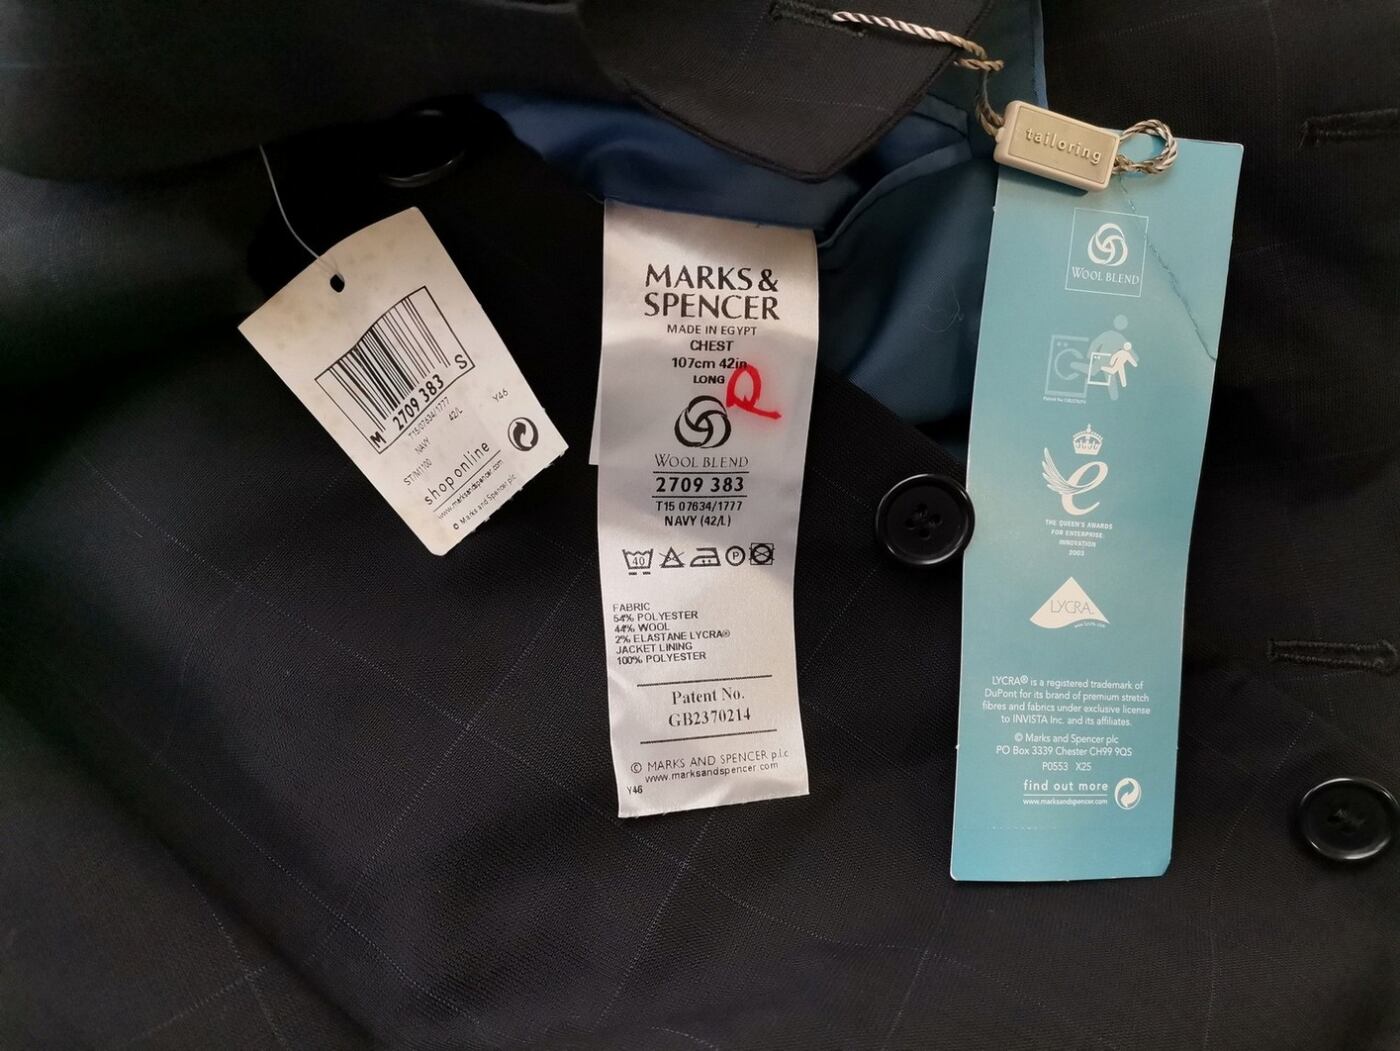 M 2709 383 S
T15/07634/1777
NAVY 42/L Y46
ST/M1100
shop online
www.marksandspencer.com
© Marks and Spencer plc
MARKS &
SPENCER
MADE IN EGYPT
CHEST
107cm 42in
LONG
WOOL BLEND
2709 383
T15 07634/1777
NAVY (42/L)
40 P
FABRIC
54% POLYESTER
44% WOOL
2% ELASTANE LYCRA®
JACKET LINING
100% POLYESTER
Patent No.
GB2370214
© MARKS AND SPENCER p.l.c
www.marksandspencer.com
Y46
tailoring
WOOL BLEND
e
THE QUEEN'S AWARDS
FOR ENTERPRISE:
INNOVATION
2003
LYCRA.
LYCRA® is a registered trademark of
DuPont for its brand of premium stretch
fibres and fabrics under exclusive license
to INVISTA Inc. and its affiliates.
© Marks and Spencer plc
PO Box 3339 Chester CH99 9QS
P0553 X25
find out more
www.marksandspencer.com